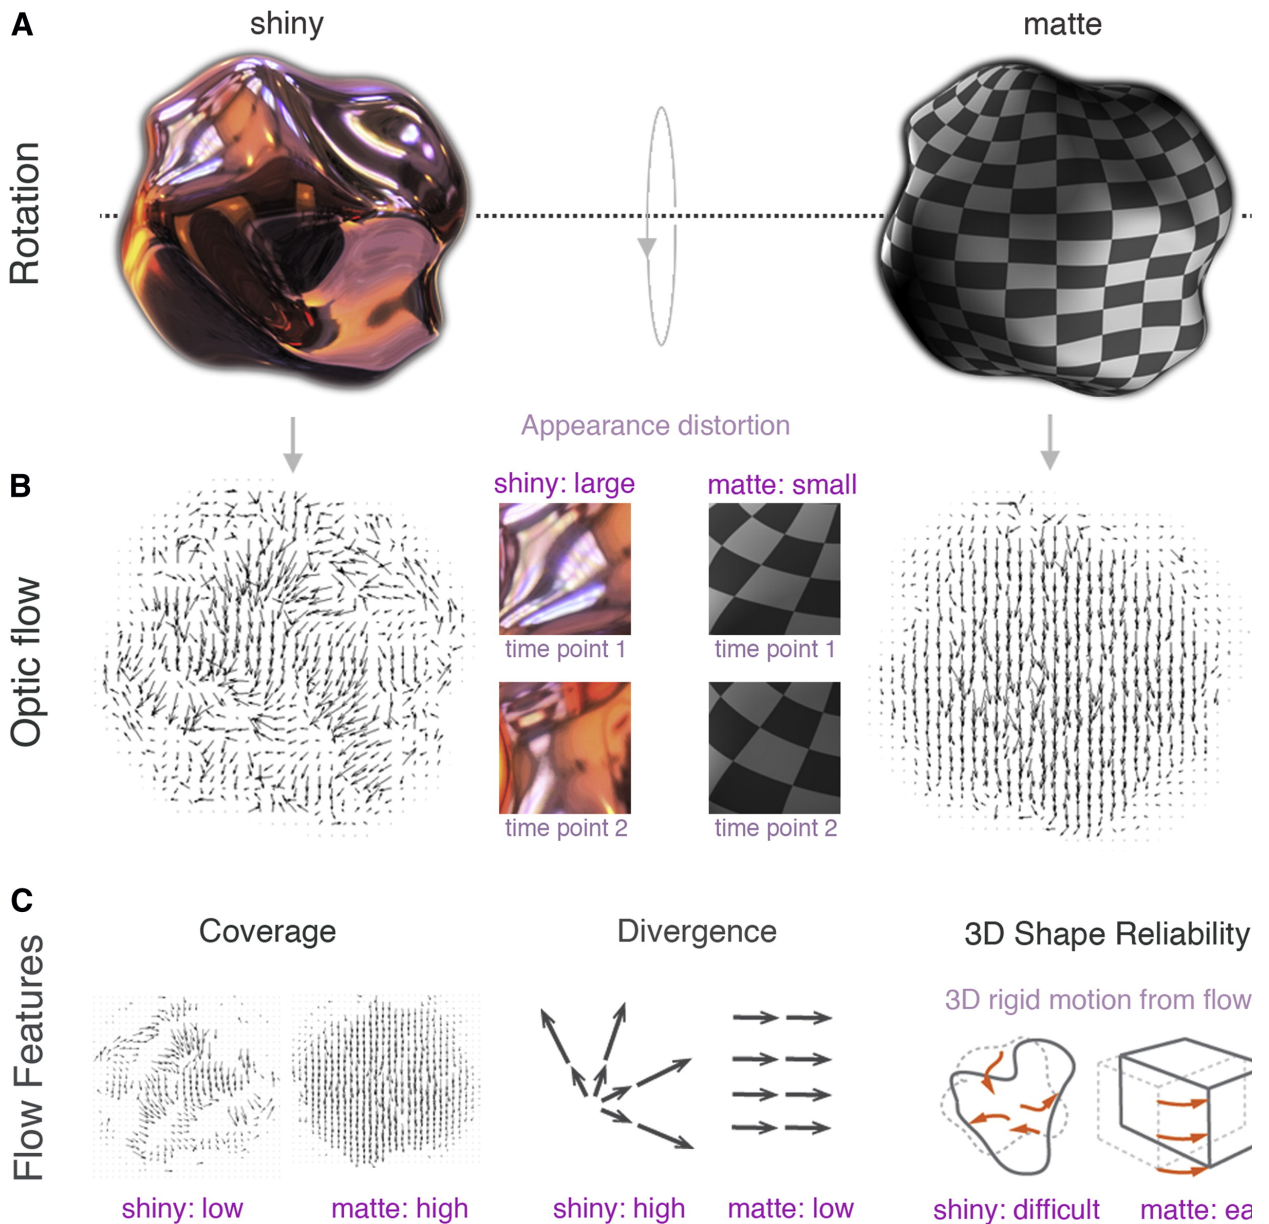 A
shiny
matte
Rotation
Appearance distortion
B
shiny: large
matte: small
Optic flow
time point 1
time point 1
time point 2
time point 2
C
Flow Features
Coverage
Divergence
3D Shape Reliability
3D rigid motion from flow
shiny: low
matte: high
shiny: high
matte: low
shiny: difficult
matte: ea